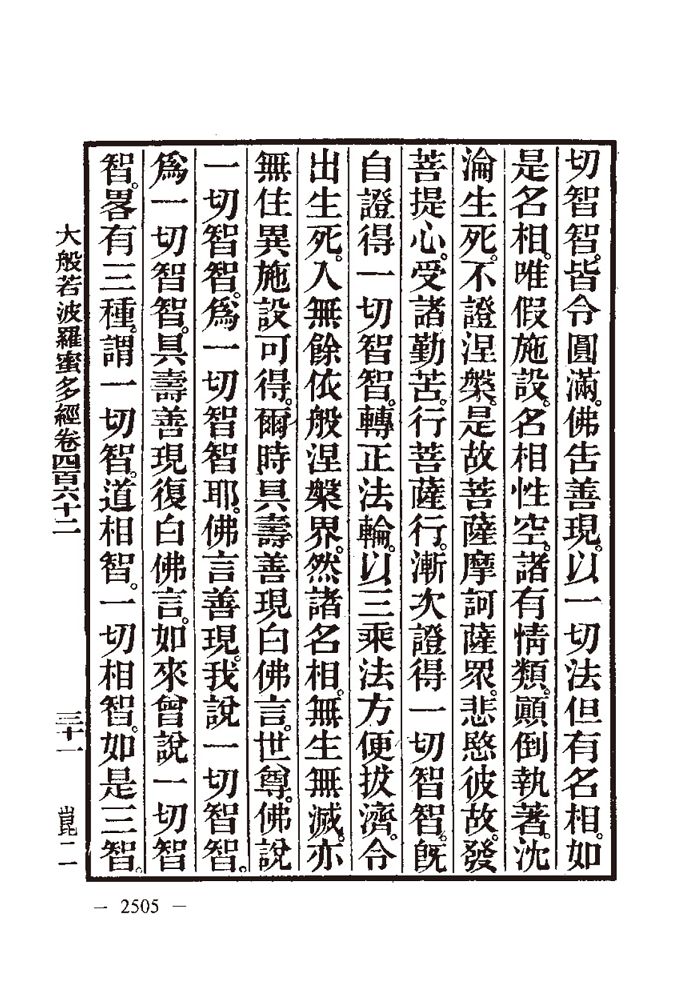 切智智。皆令圓滿。佛告善現。以一切法但有名相。如
是名相。唯假施設。名相性空。諸有情類。顚倒執著。沈
淪生死。不證涅槃。是故菩薩摩訶薩眾。悲愍彼故。發
菩提心。受諸勤苦。行菩薩行。漸次證得一切智智。旣
自證得一切智智。轉正法輪。以三乘法方便拔濟。令
出生死。入無餘依般涅槃界。然諸名相。無生無滅。亦
無住異施設可得。爾時具壽善現白佛言。世尊。佛說
一切智智。爲一切智智耶。佛言善現。我說一切智智。
爲一切智智。具壽善現復白佛言。如來曾說一切智
智。畧有三種。謂一切智。道相智。一切相智。如是三智。
大般若波羅蜜多經卷四百六十二
三十一
崑二
— 2505 —